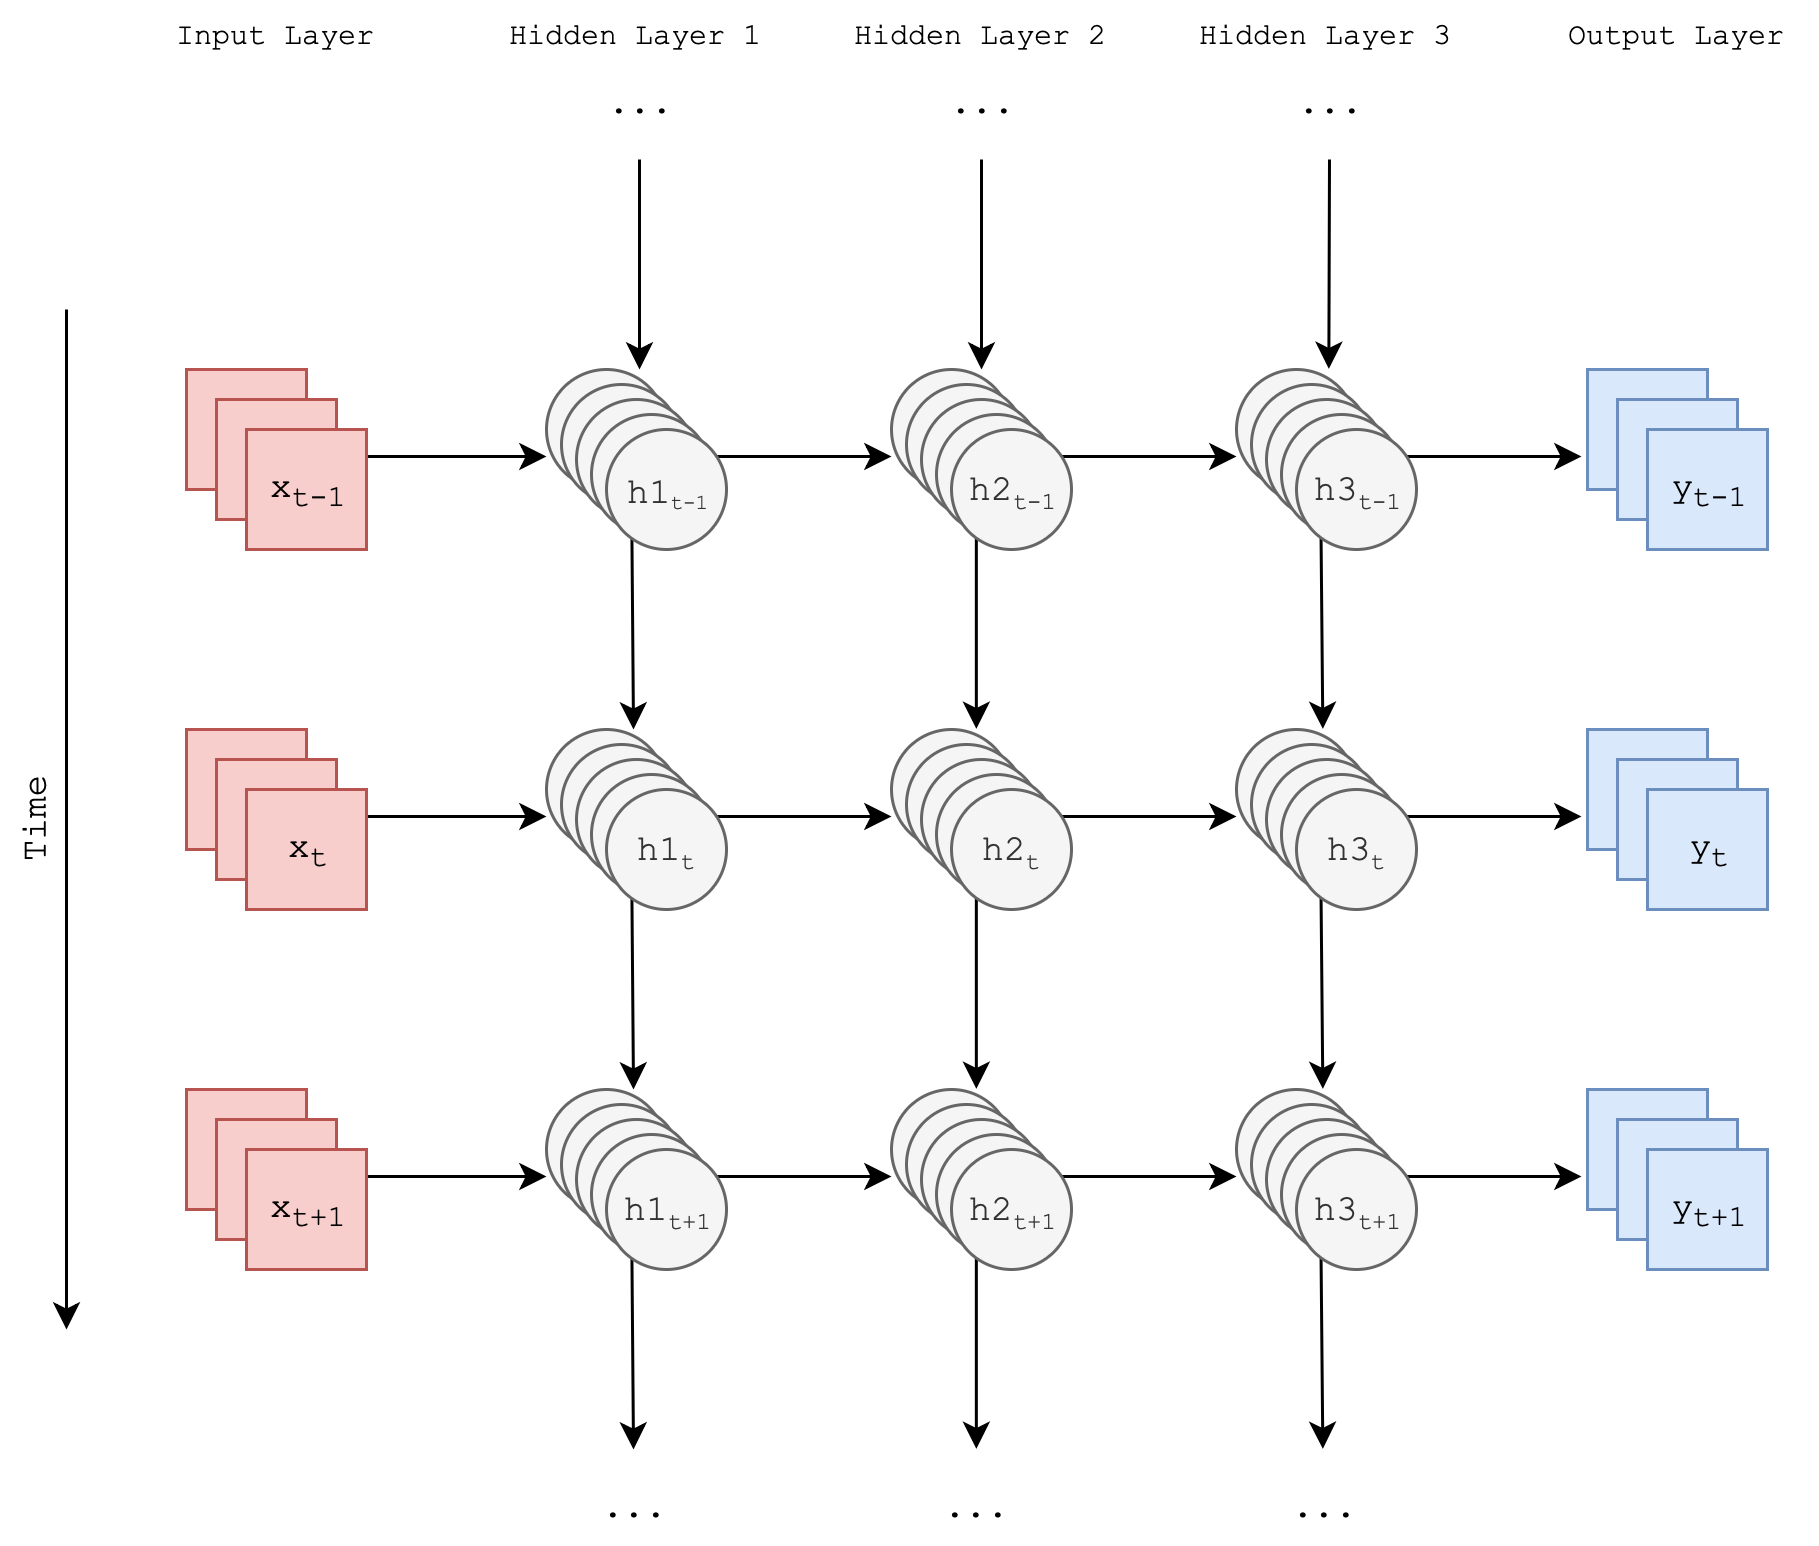 Input Layer
Hidden Layer 1
Hidden Layer 2
Hidden Layer 3
Output Layer
...
...
...
x_{t-1}
h1_{t-1}
h2_{t-1}
h3_{t-1}
y_{t-1}
Time
x_t
h1_t
h2_t
h3_t
y_t
x_{t+1}
h1_{t+1}
h2_{t+1}
h3_{t+1}
y_{t+1}
...
...
...